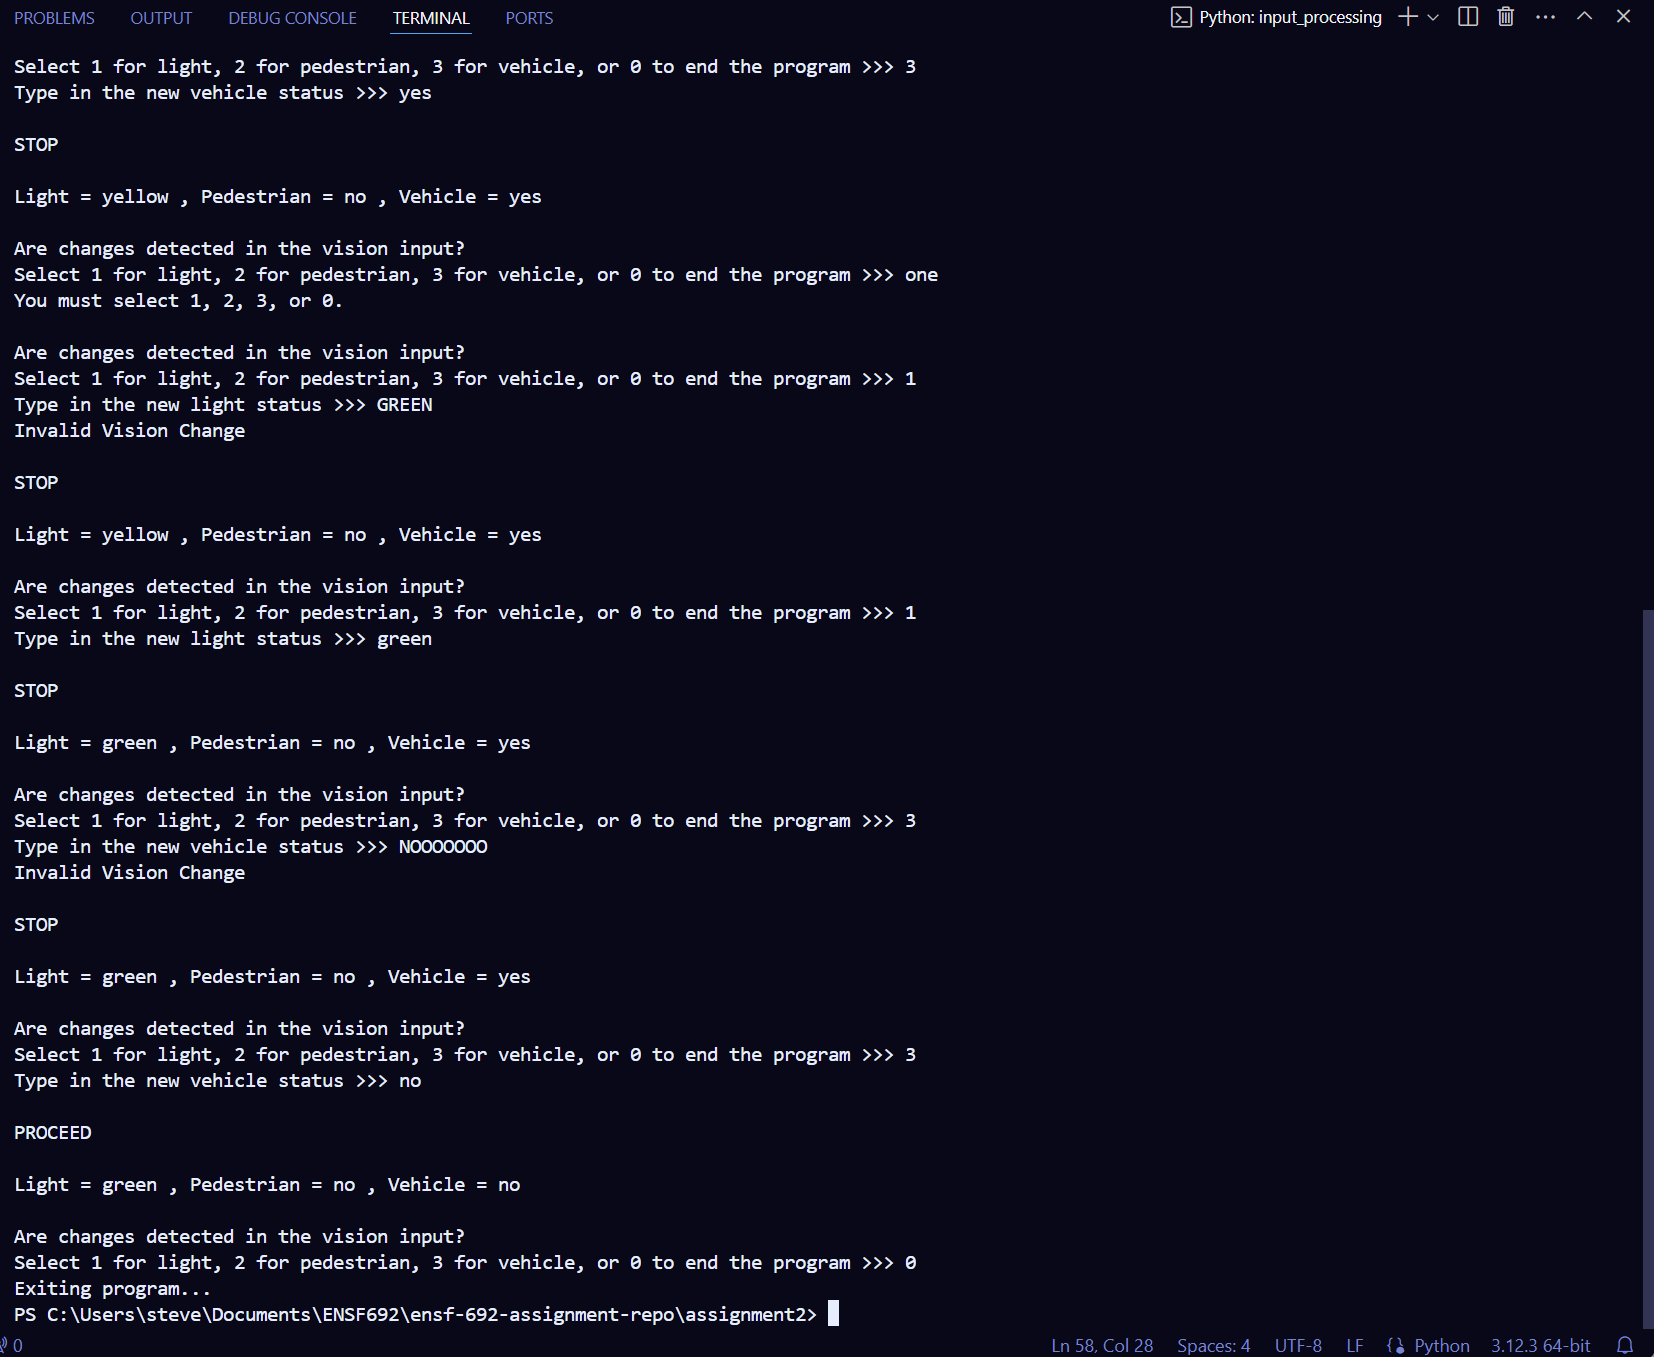 PROBLEMS OUTPUT DEBUG CONSOLE TERMINAL PORTS Python: input_processing
Select 1 for light, 2 for pedestrian, 3 for vehicle, or 0 to end the program >>> 3
Type in the new vehicle status >>> yes
STOP
Light = yellow , Pedestrian = no , Vehicle = yes
Are changes detected in the vision input?
Select 1 for light, 2 for pedestrian, 3 for vehicle, or 0 to end the program >>> one
You must select 1, 2, 3, or 0.
Are changes detected in the vision input?
Select 1 for light, 2 for pedestrian, 3 for vehicle, or 0 to end the program >>> 1
Type in the new light status >>> GREEN
Invalid Vision Change
STOP
Light = yellow , Pedestrian = no , Vehicle = yes
Are changes detected in the vision input?
Select 1 for light, 2 for pedestrian, 3 for vehicle, or 0 to end the program >>> 1
Type in the new light status >>> green
STOP
Light = green , Pedestrian = no , Vehicle = yes
Are changes detected in the vision input?
Select 1 for light, 2 for pedestrian, 3 for vehicle, or 0 to end the program >>> 3
Type in the new vehicle status >>> NOOOOOOO
Invalid Vision Change
STOP
Light = green , Pedestrian = no , Vehicle = yes
Are changes detected in the vision input?
Select 1 for light, 2 for pedestrian, 3 for vehicle, or 0 to end the program >>> 3
Type in the new vehicle status >>> no
PROCEED
Light = green , Pedestrian = no , Vehicle = no
Are changes detected in the vision input?
Select 1 for light, 2 for pedestrian, 3 for vehicle, or 0 to end the program >>> 0
Exiting program...
PS C:\Users\steve\Documents\ENSF692\ensf-692-assignment-repo\assignment2>
0 Ln 58, Col 28 Spaces: 4 UTF-8 LF Python 3.12.3 64-bit